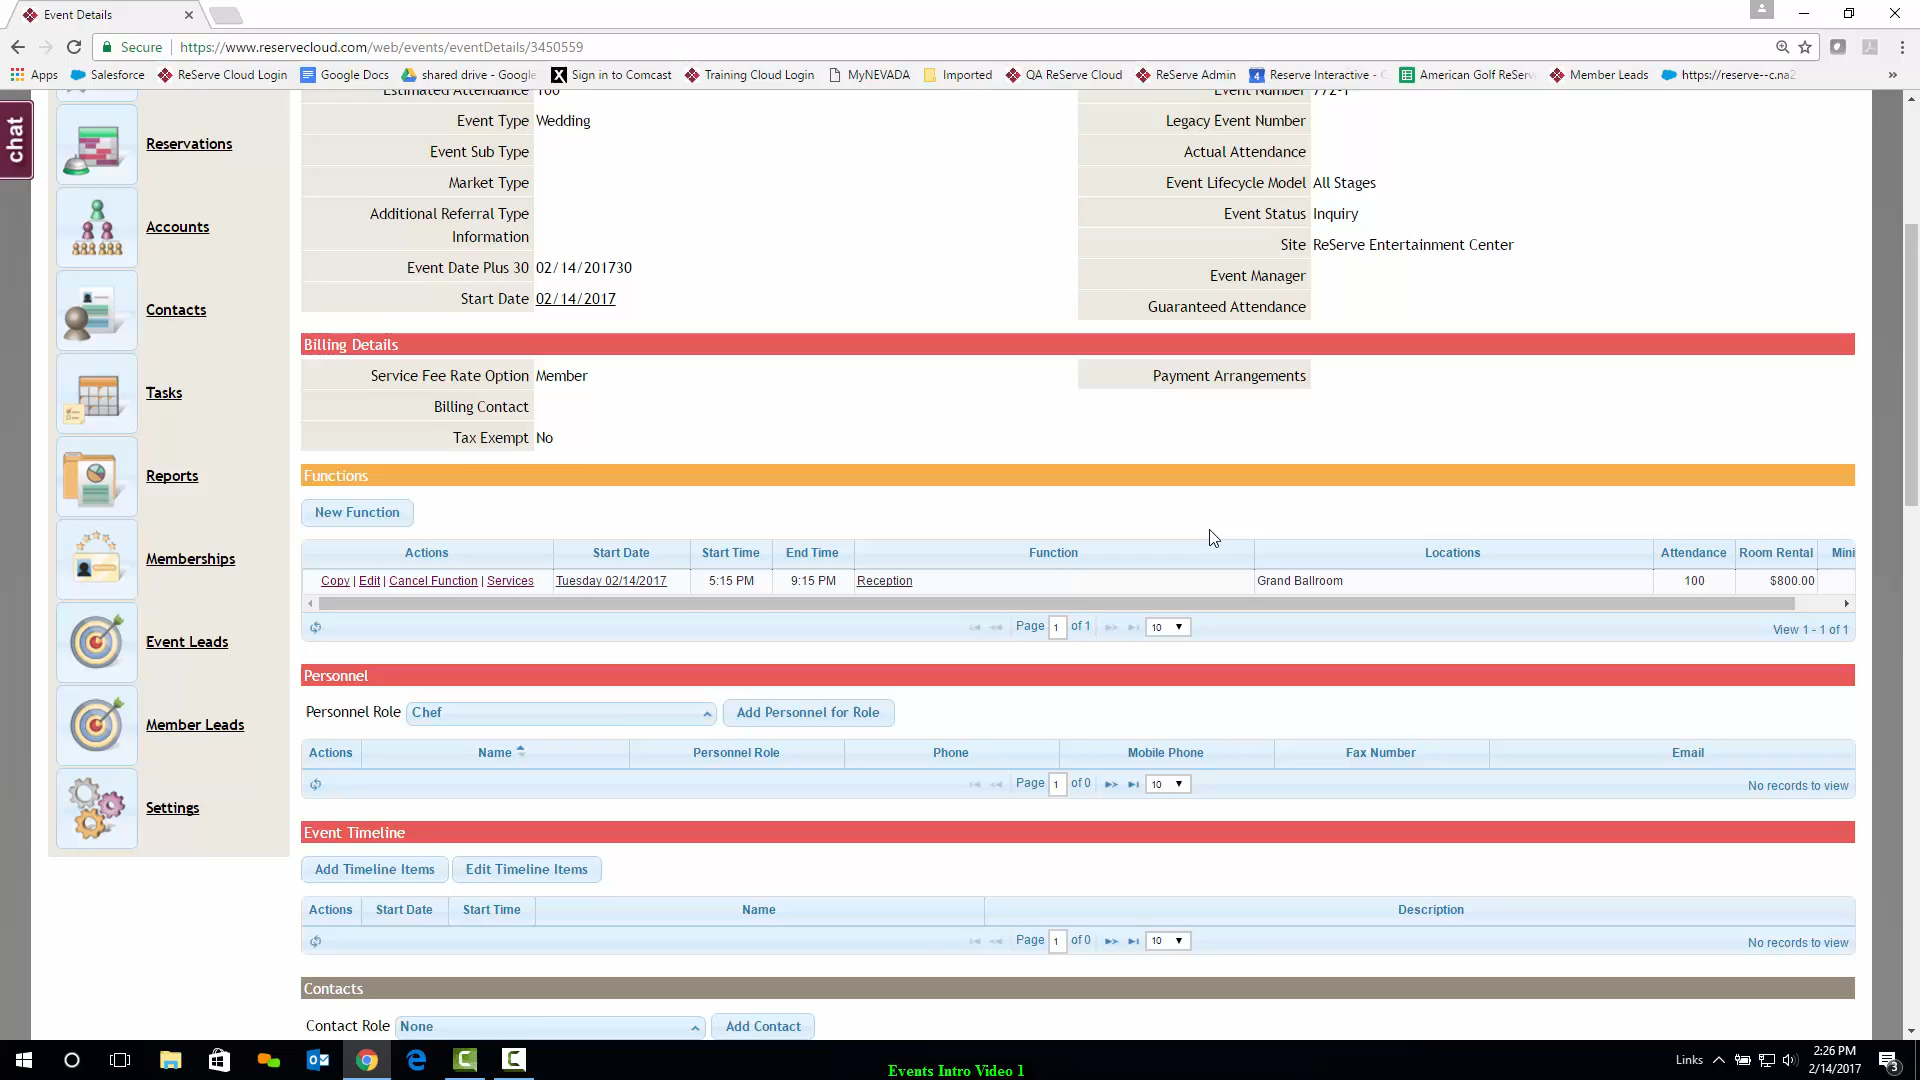 Event Details
Secure https://www.reservecloud.com/web/events/eventDetails/3450559
Apps Salesforce ReServe Cloud Login Google Docs shared drive - Google Sign in to Comcast Training Cloud Login MyNEVADA Imported QA ReServe Cloud ReServe Admin Reserve Interactive - American Golf ReServ Member Leads https://reserve--c.na2
chat
Estimated Attendance 100 Event Number 772-1
Event Type Wedding Legacy Event Number
Event Sub Type Actual Attendance
Market Type Event Lifecycle Model All Stages
Additional Referral Type Information Event Status Inquiry
Site ReServe Entertainment Center
Event Date Plus 30 02/14/201730 Event Manager
Start Date 02/14/2017 Guaranteed Attendance
Reservations
Accounts
Contacts
Tasks
Reports
Memberships
Event Leads
Member Leads
Settings
Billing Details
Service Fee Rate Option Member Payment Arrangements
Billing Contact
Tax Exempt No
Functions
New Function
Actions Start Date Start Time End Time Function Locations Attendance Room Rental Mini
Copy | Edit | Cancel Function | Services Tuesday 02/14/2017 5:15 PM 9:15 PM Reception Grand Ballroom 100 $800.00
Page 1 of 1 10 View 1 - 1 of 1
Personnel
Personnel Role Chef Add Personnel for Role
Actions Name Personnel Role Phone Mobile Phone Fax Number Email
Page 1 of 0 10 No records to view
Event Timeline
Add Timeline Items Edit Timeline Items
Actions Start Date Start Time Name Description
Page 1 of 0 10 No records to view
Contacts
Contact Role None Add Contact
Links 2:26 PM
2/14/2017 3
Events Intro Video 1